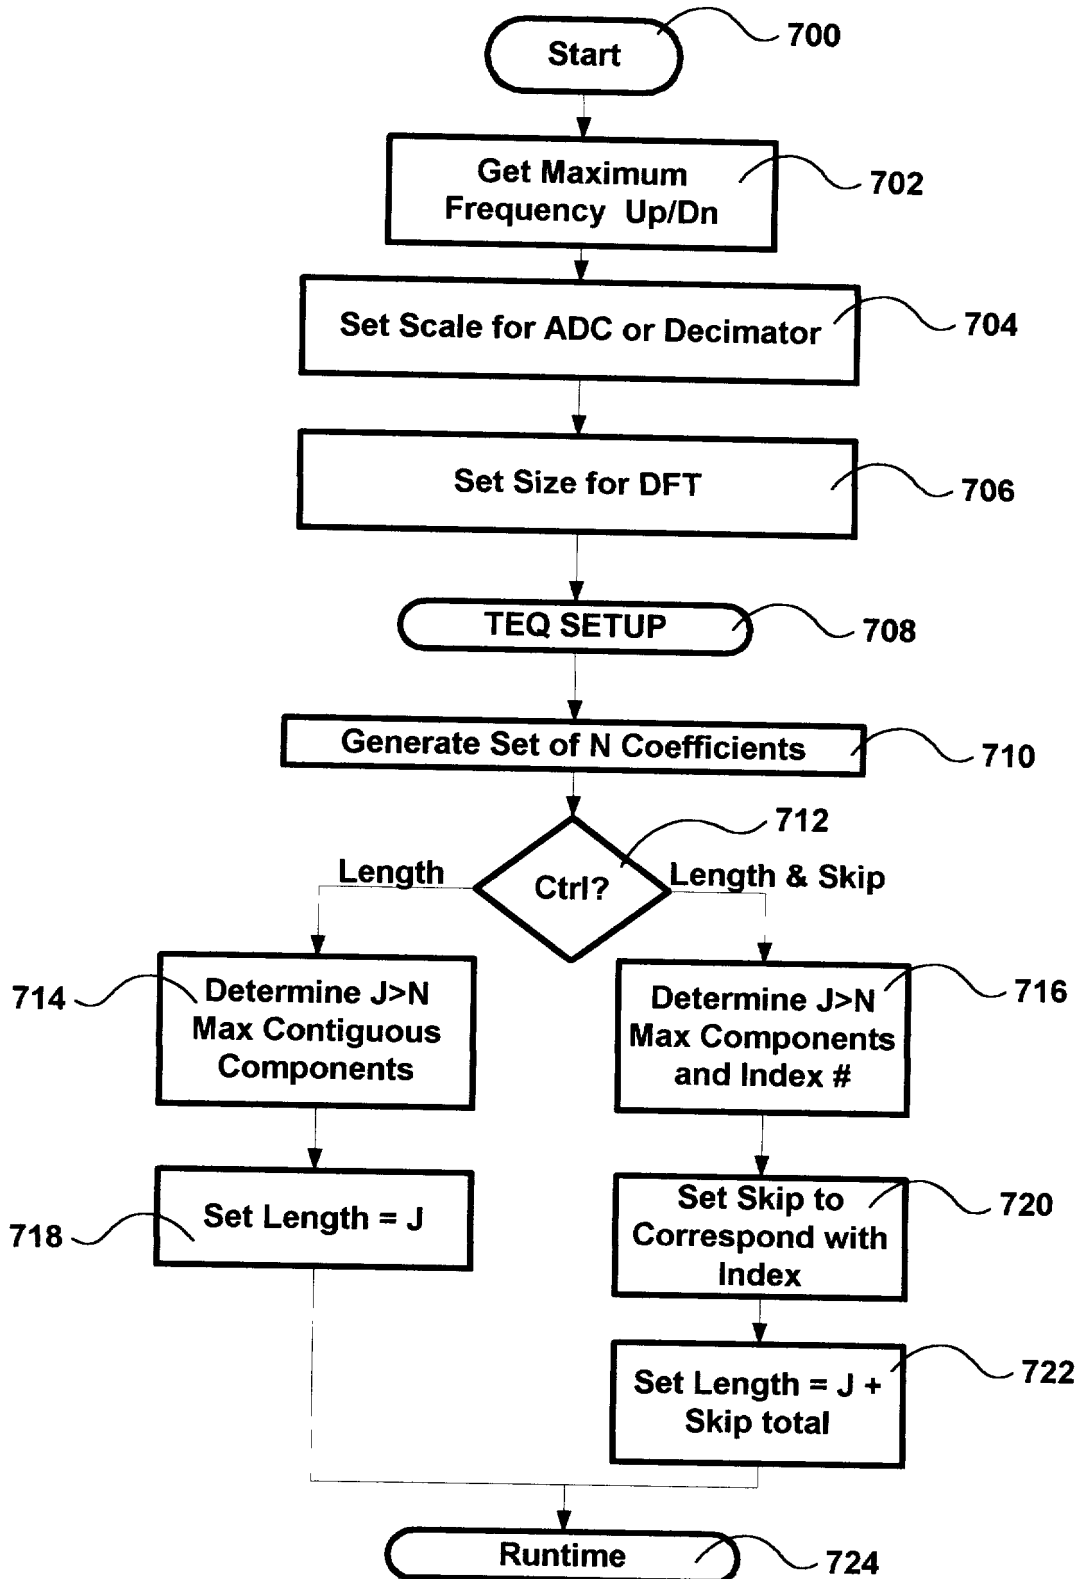 Start
700
Get Maximum
Frequency Up/Dn
702
Set Scale for ADC or Decimator
704
Set Size for DFT
706
TEQ SETUP
708
Generate Set of N Coefficients
710
712
Ctrl?
Length
Length & Skip
714
Determine J>N
Max Contiguous
Components
Determine J>N
Max Components
and Index #
716
718
Set Length = J
Set Skip to
Correspond with
Index
720
Set Length = J +
Skip total
722
Runtime
724